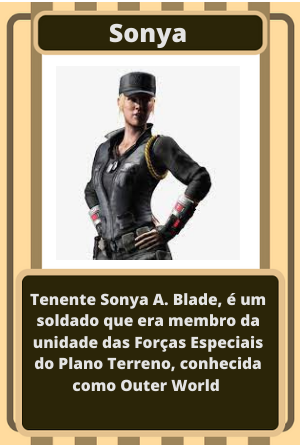 Sonya
Tenente Sonya A. Blade, é um
soldado que era membro da
unidade das Forças Especiais
do Plano Terreno, conhecida
como Outer World